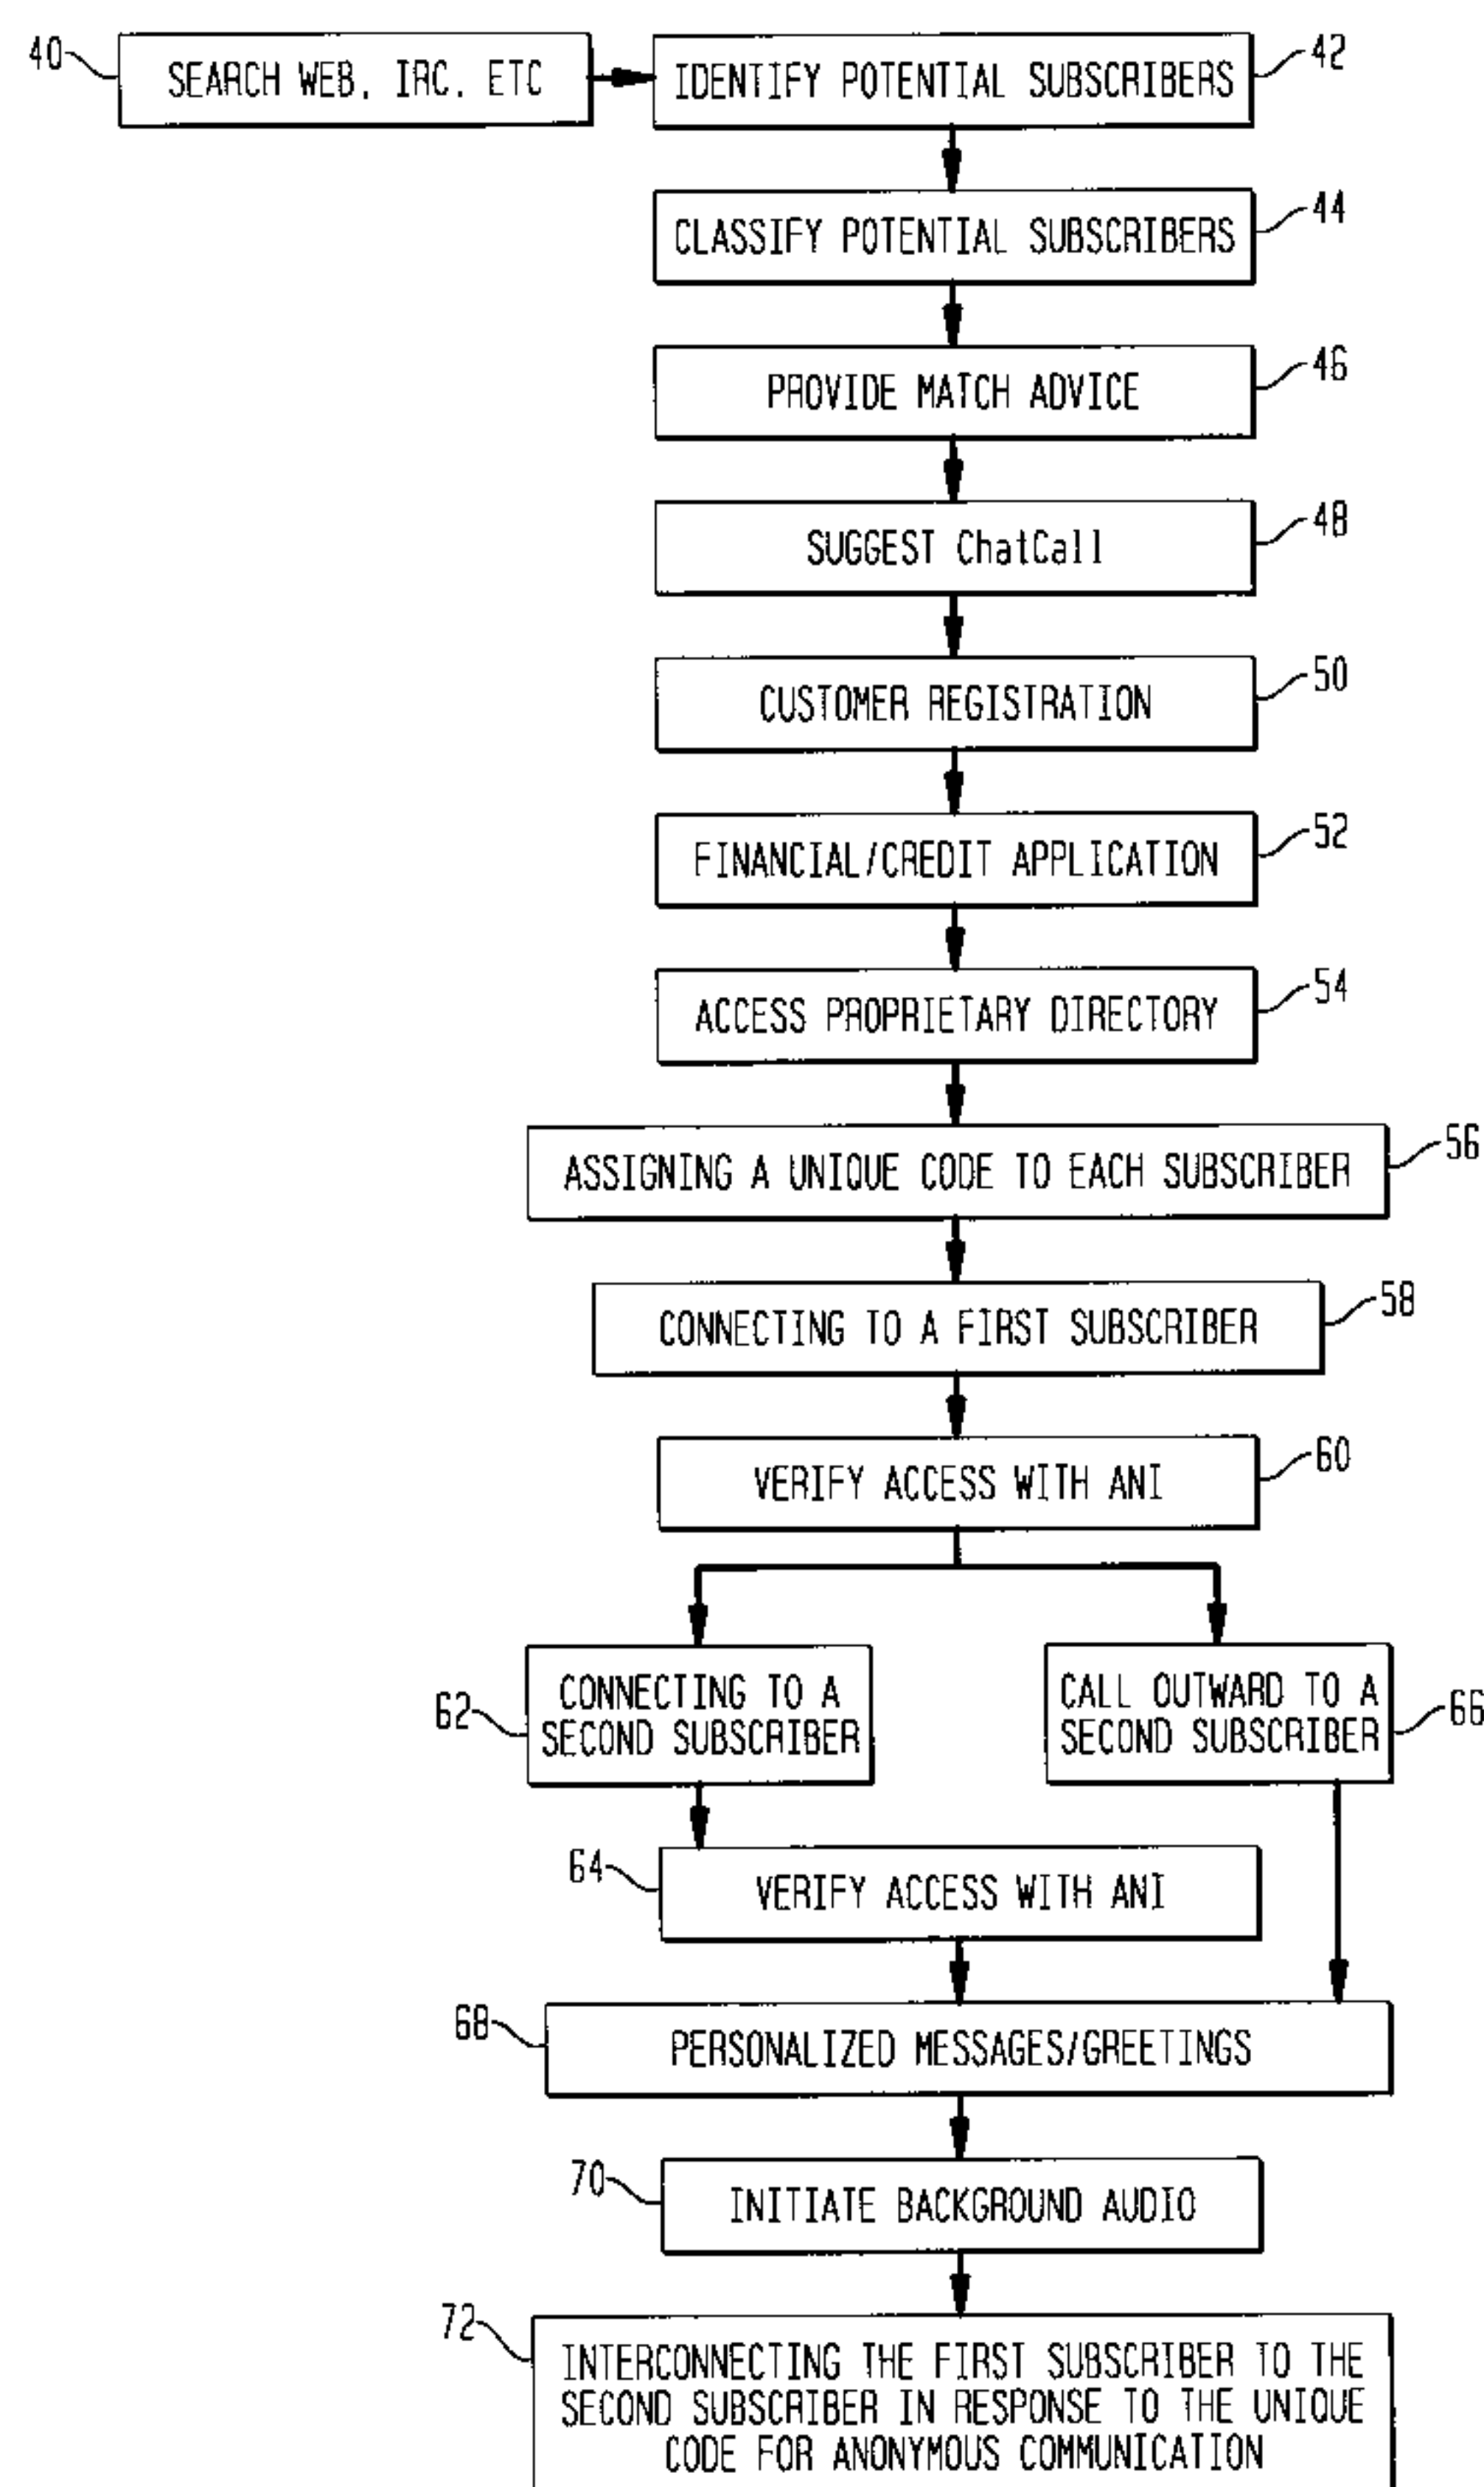 40
SEARCH WEB, IRC, ETC
IDENTIFY POTENTIAL SUBSCRIBERS
42
CLASSIFY POTENTIAL SUBSCRIBERS
44
PROVIDE MATCH ADVICE
46
SUGGEST ChatCall
48
CUSTOMER REGISTRATION
50
FINANCIAL/CREDIT APPLICATION
52
ACCESS PROPRIETARY DIRECTORY
54
ASSIGNING A UNIQUE CODE TO EACH SUBSCRIBER
56
CONNECTING TO A FIRST SUBSCRIBER
58
VERIFY ACCESS WITH ANI
60
62
CONNECTING TO A
SECOND SUBSCRIBER
CALL OUTWARD TO A
SECOND SUBSCRIBER
66
64
VERIFY ACCESS WITH ANI
68
PERSONALIZED MESSAGES/GREETINGS
70
INITIATE BACKGROUND AUDIO
72
INTERCONNECTING THE FIRST SUBSCRIBER TO THE
SECOND SUBSCRIBER IN RESPONSE TO THE UNIQUE
CODE FOR ANONYMOUS COMMUNICATION